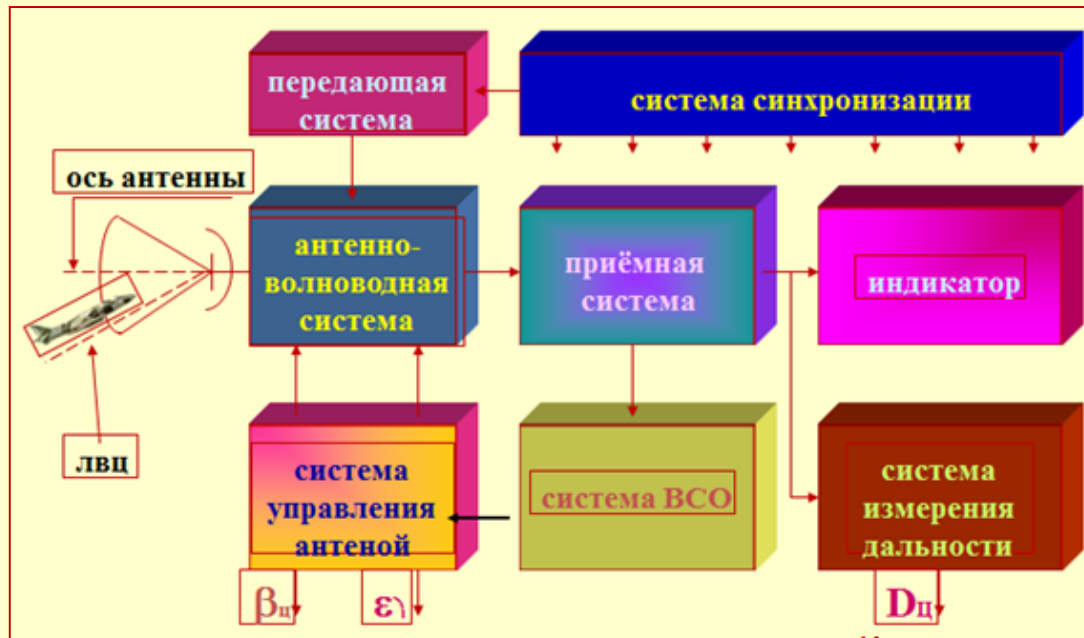 передающая
система
система синхронизации
ось антенны
антенно-
волноводная
система
приёмная
система
индикатор
лвц
система
управления
антеной
система ВСО
система
измерения
дальности
βц
ε
Dц